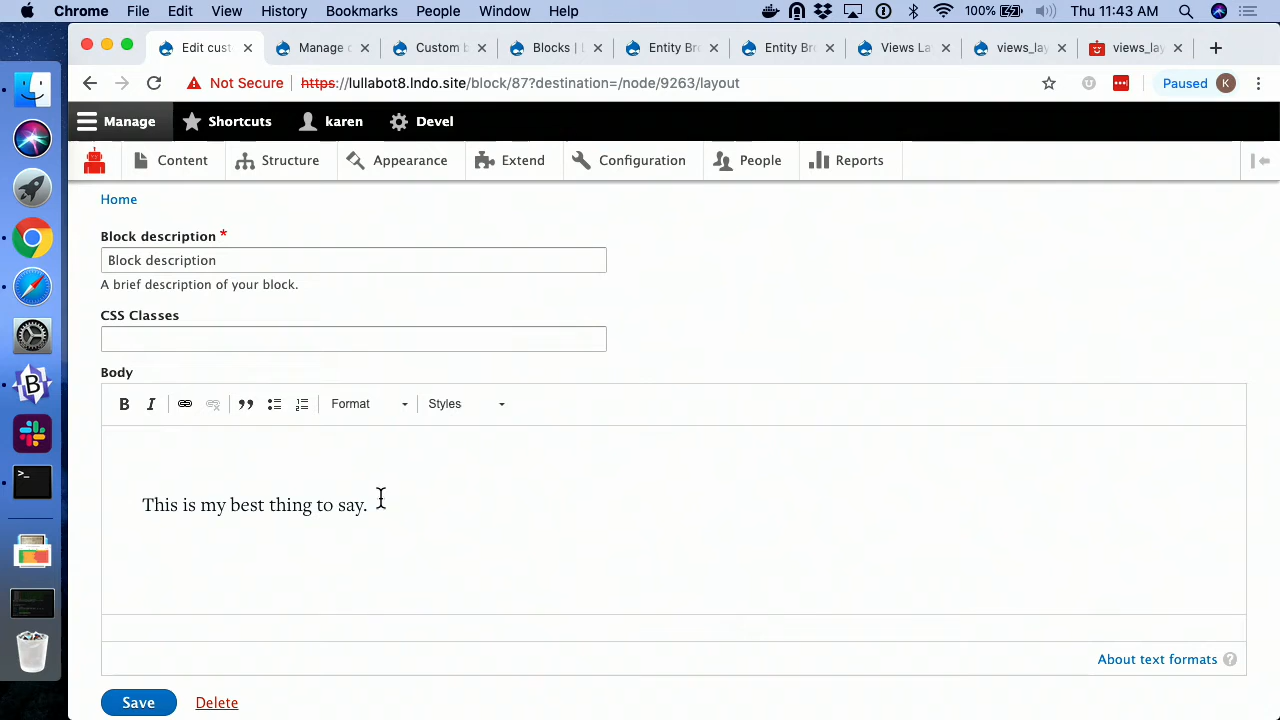 Chrome File Edit View History Bookmarks People Window Help 100% Thu 11:43 AM
Edit cus Manage c Custom b Blocks | L Entity Br Entity Br Views La views_lay views_lay
Not Secure https://lullabot8.lndo.site/block/87?destination=/node/9263/layout Paused K
Manage Shortcuts karen Devel
Content Structure Appearance Extend Configuration People Reports
Home
Block description *
Block description
A brief description of your block.
CSS Classes
Body
B I Format Styles
This is my best thing to say.
About text formats ?
Save Delete